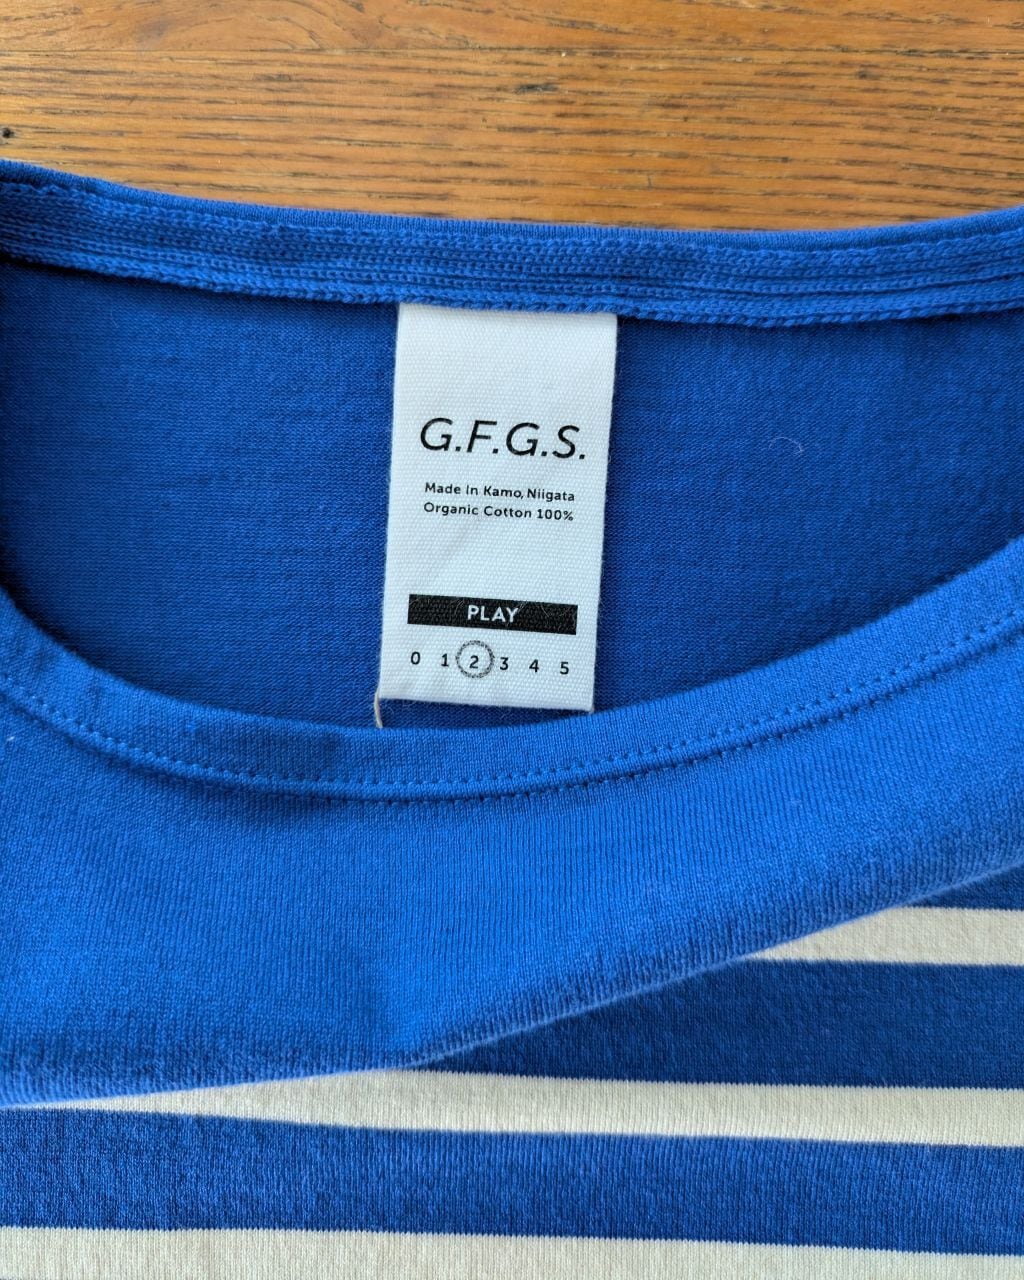 G.F.G.S.
Made In Kamo, Niigata
Organic Cotton 100%
PLAY
0 1 2 3 4 5